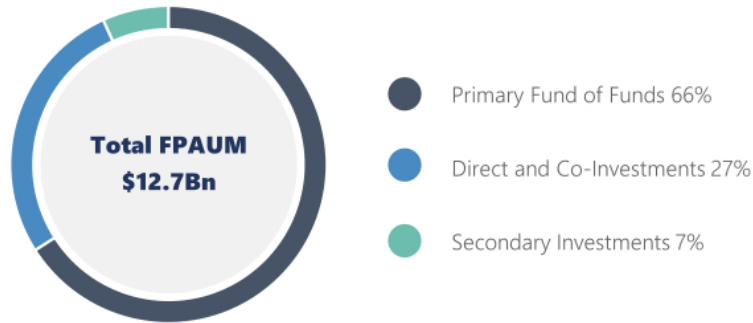 Total FPAUM
$12.7Bn
Primary Fund of Funds 66%
Direct and Co-Investments 27%
Secondary Investments 7%